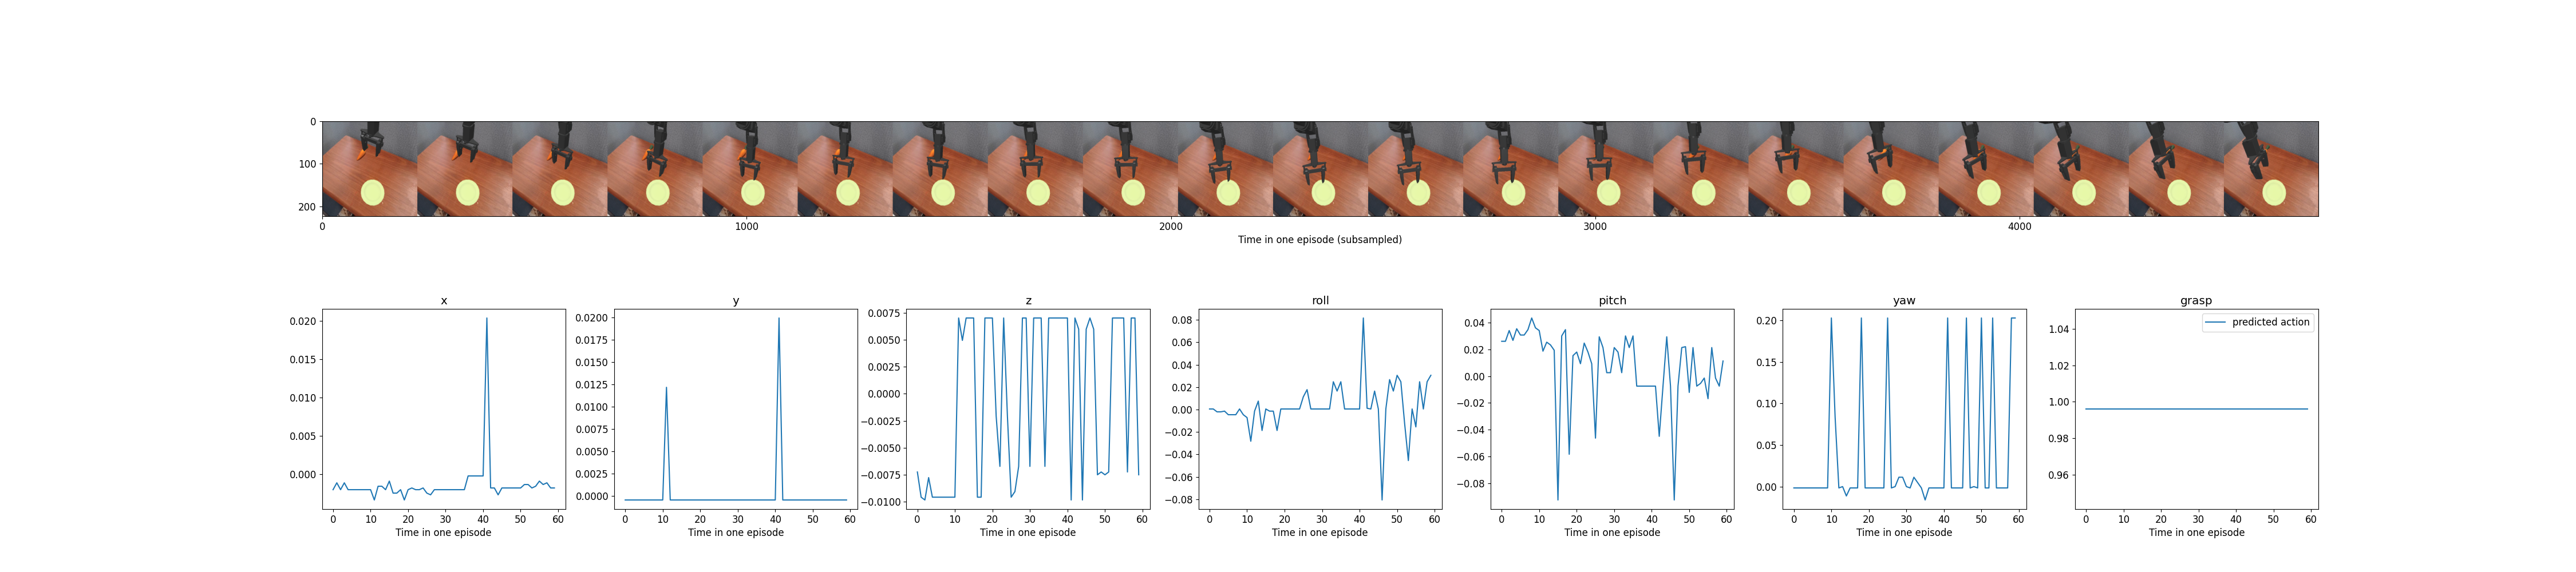 0
100
200
0 1000 2000 3000 4000
Time in one episode (subsampled)
x
0.020
0.015
0.010
0.005
0.000
0 10 20 30 40 50 60
Time in one episode
y
0.0200
0.0175
0.0150
0.0125
0.0100
0.0075
0.0050
0.0025
0.0000
0 10 20 30 40 50 60
Time in one episode
z
0.0075
0.0050
0.0025
0.0000
−0.0025
−0.0050
−0.0075
−0.0100
0 10 20 30 40 50 60
Time in one episode
roll
0.08
0.06
0.04
0.02
0.00
−0.02
−0.04
−0.06
−0.08
0 10 20 30 40 50 60
Time in one episode
pitch
0.04
0.02
0.00
−0.02
−0.04
−0.06
−0.08
0 10 20 30 40 50 60
Time in one episode
yaw
0.20
0.15
0.10
0.05
0.00
0 10 20 30 40 50 60
Time in one episode
grasp
predicted action
1.04
1.02
1.00
0.98
0.96
0 10 20 30 40 50 60
Time in one episode